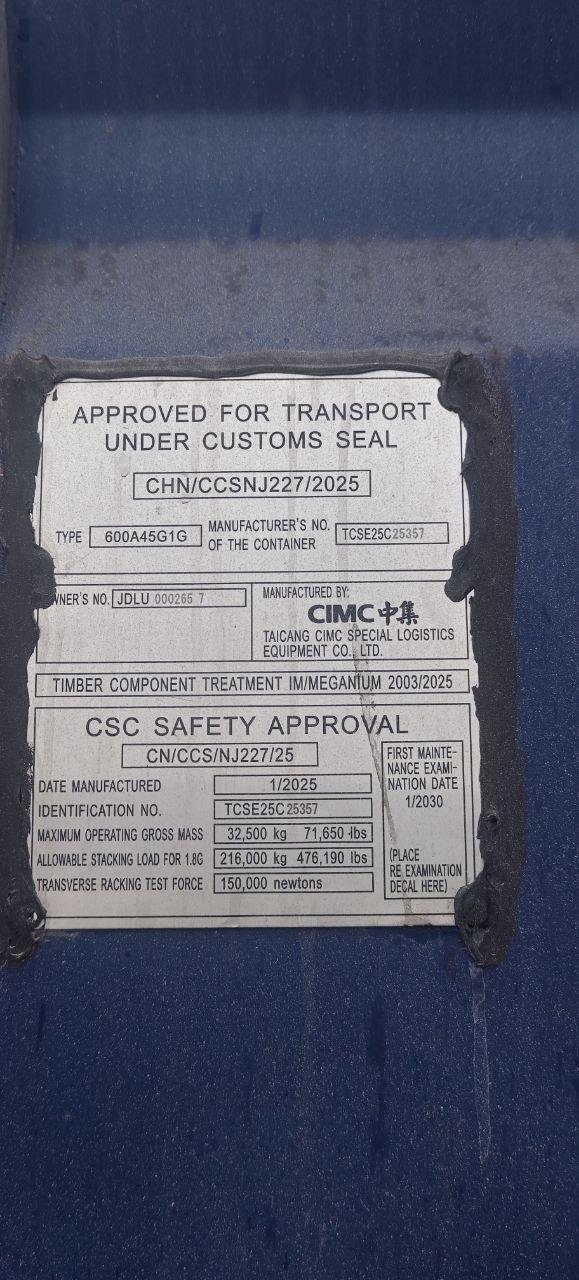 APPROVED FOR TRANSPORT
UNDER CUSTOMS SEAL
CHN/CCSNJ227/2025
TYPE 600A45G1G MANUFACTURER'S NO. OF THE CONTAINER TCSE25C25357
WNER'S NO. JDLU 000265 7
MANUFACTURED BY:
CIMC 中集
TAICANG CIMC SPECIAL LOGISTICS
EQUIPMENT CO., LTD.
TIMBER COMPONENT TREATMENT IM/MEGANIUM 2003/2025
CSC SAFETY APPROVAL
CN/CCS/NJ227/25
DATE MANUFACTURED 1/2025
IDENTIFICATION NO. TCSE25C25357
MAXIMUM OPERATING GROSS MASS 32,500 kg 71,650 lbs
ALLOWABLE STACKING LOAD FOR 1.8G 216,000 kg 476,190 lbs
TRANSVERSE RACKING TEST FORCE 150,000 newtons
FIRST MAINTE-
NANCE EXAMI-
NATION DATE
1/2030
(PLACE
RE EXAMINATION
DECAL HERE)